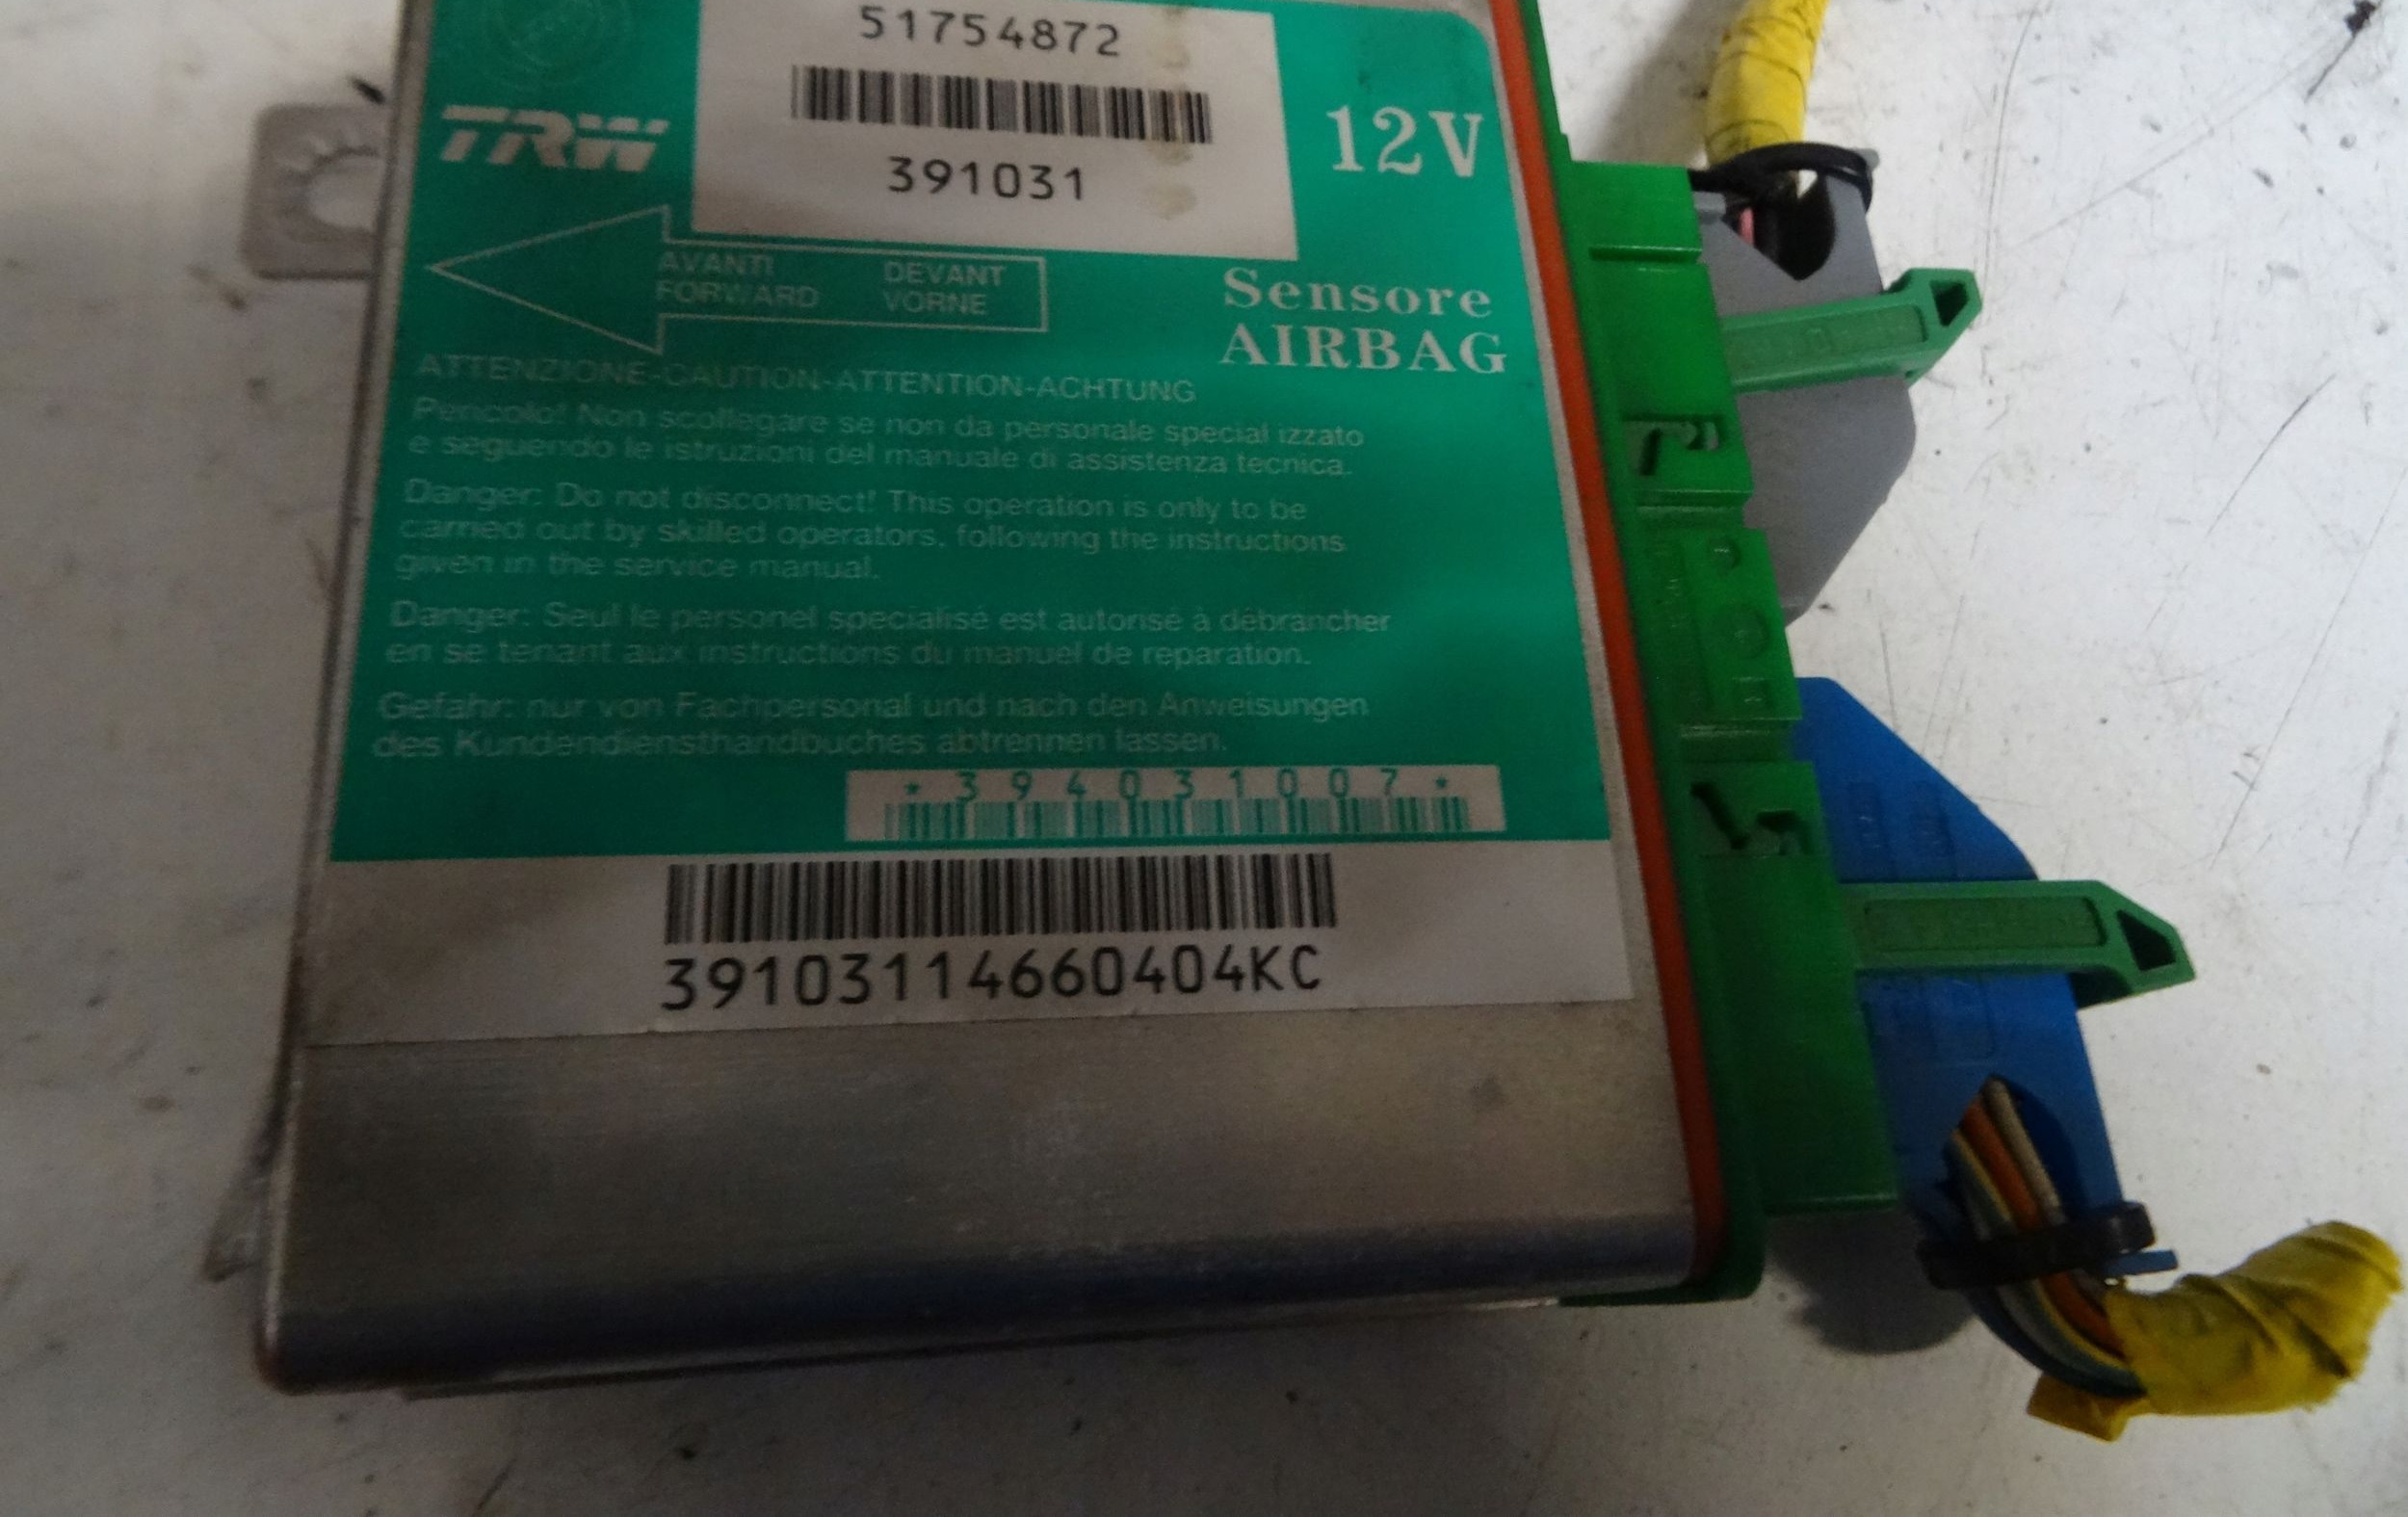 51754872
TRW
391031
12V
AVANTI DEVANT
FORWARD VORNE
Sensore
AIRBAG
ATTENZIONE-CAUTION-ATTENTION-ACHTUNG
Pericolo! Non scollegare se non da personale special izzato
e seguendo le istruzioni del manuale di assistenza tecnica.
Danger: Do not disconnect! This operation is only to be
carried out by skilled operators, following the instructions
given in the service manual.
Danger: Seul le personel specialisé est autorisé à débrancher
en se tenant aux instructions du manuel de reparation.
Gefahr: nur von Fachpersonal und nach den Anweisungen
des Kundendiensthandbuches abtrennen lassen.
*394031007*
39103114660404KC